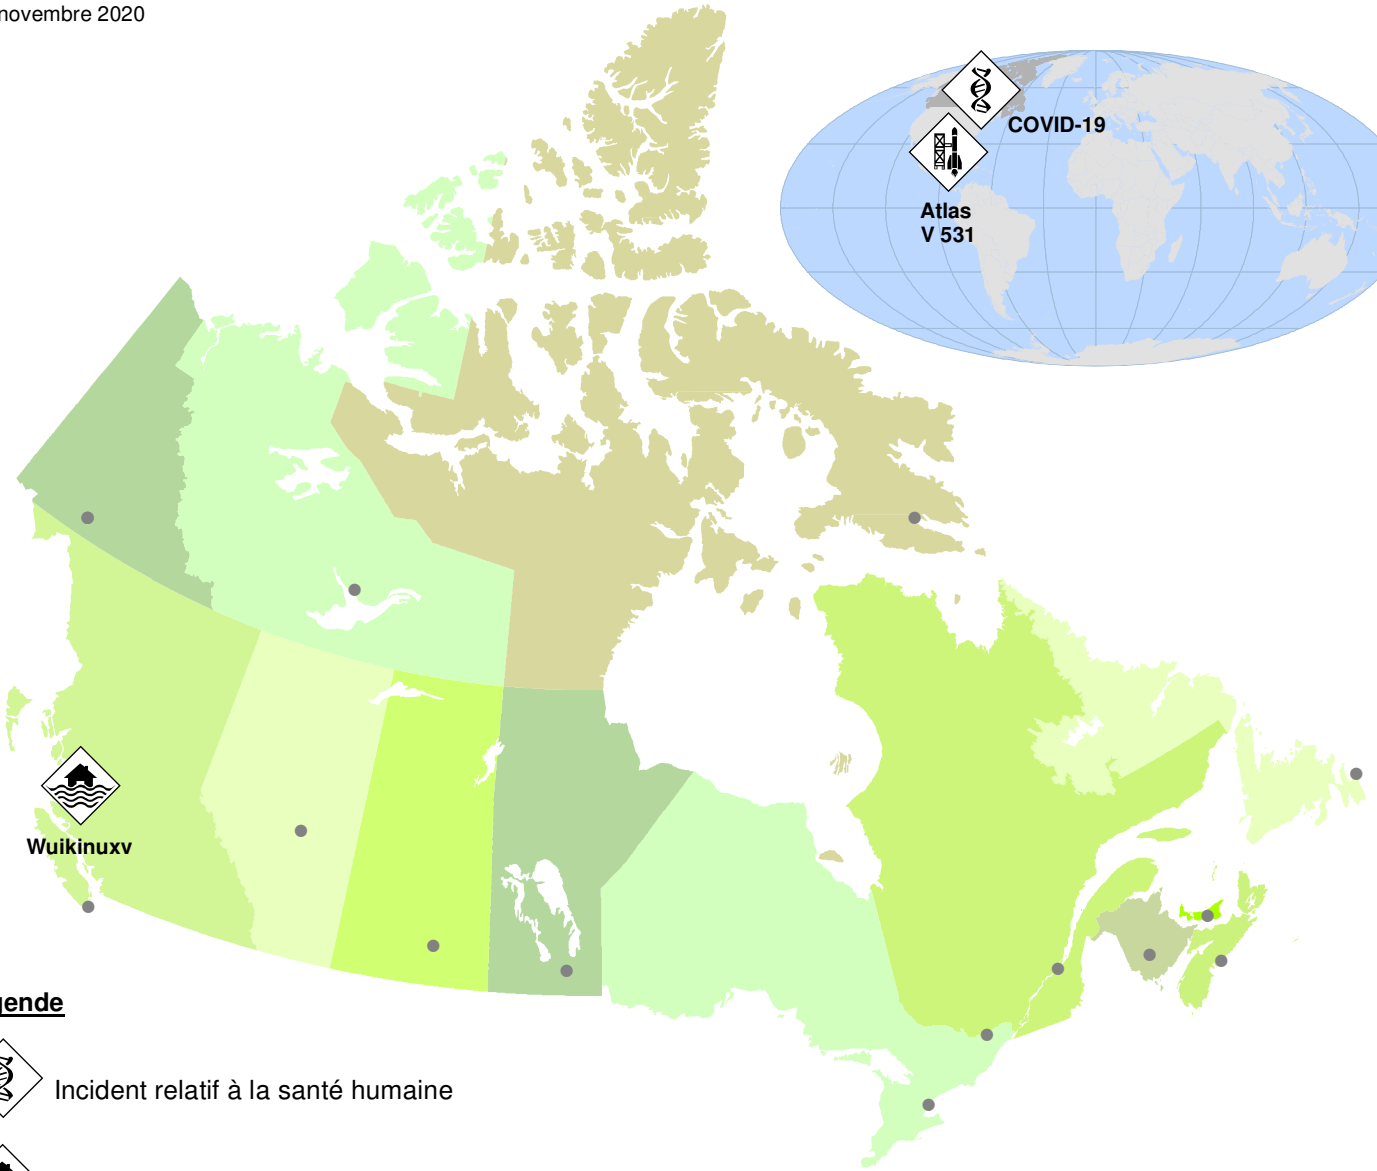 novembre 2020
COVID-19
Atlas
V 531
Wuikinuxv
gende
Incident relatif à la santé humaine